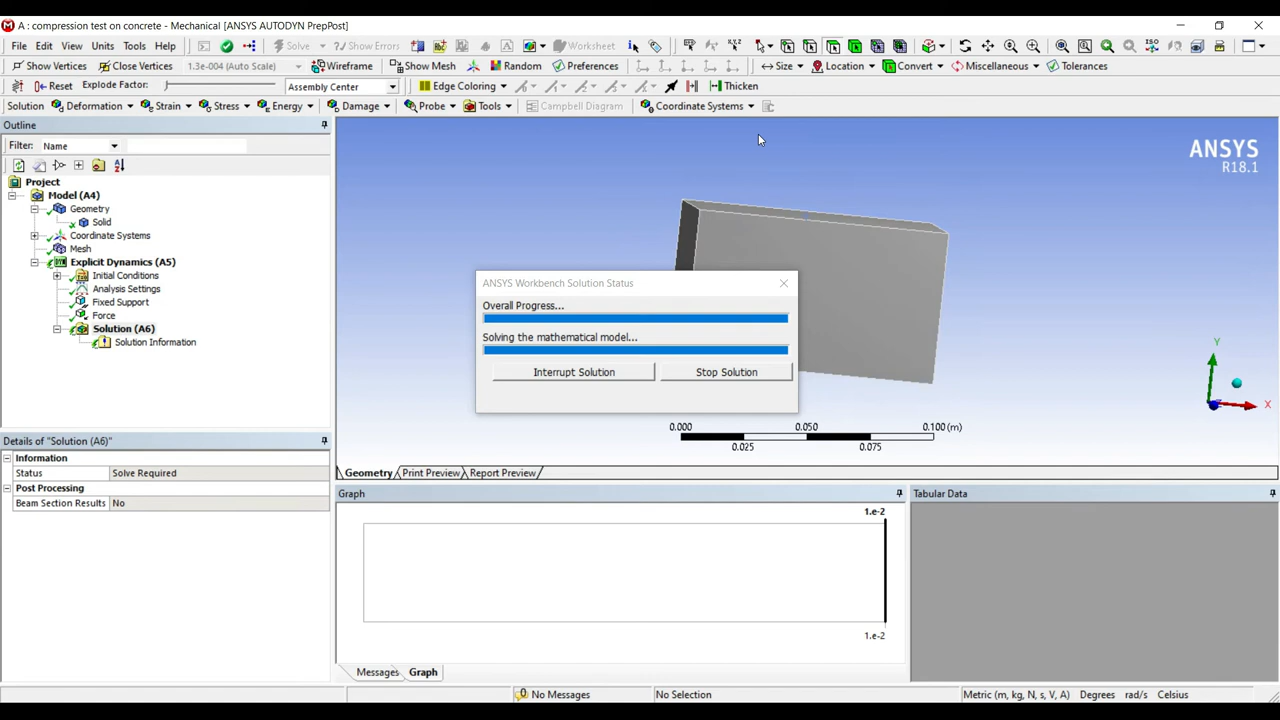 A : compression test on concrete - Mechanical [ANSYS AUTODYN PrepPost]
File Edit View Units Tools Help Solve Show Errors Worksheet
Show Vertices Close Vertices 1.3e-004 (Auto Scale) Wireframe Show Mesh Random Preferences Size Location Convert Miscellaneous Tolerances
Reset Explode Factor: Assembly Center Edge Coloring Thicken
Solution Deformation Strain Stress Energy Damage Probe Tools Campbell Diagram Coordinate Systems
Outline
Filter: Name
Project
Model (A4)
Geometry
Solid
Coordinate Systems
Mesh
Explicit Dynamics (A5)
Initial Conditions
Analysis Settings
Fixed Support
Force
Solution (A6)
Solution Information
Details of "Solution (A6)"
Information
Status Solve Required
Post Processing
Beam Section Results No
ANSYS
R18.1
ANSYS Workbench Solution Status
Overall Progress...
Solving the mathematical model...
Interrupt Solution Stop Solution
Y
X
0.000 0.050 0.100 (m)
0.025 0.075
Geometry Print Preview Report Preview
Graph
1.e-2
1.e-2
Messages Graph
Tabular Data
No Messages No Selection Metric (m, kg, N, s, V, A) Degrees rad/s Celsius